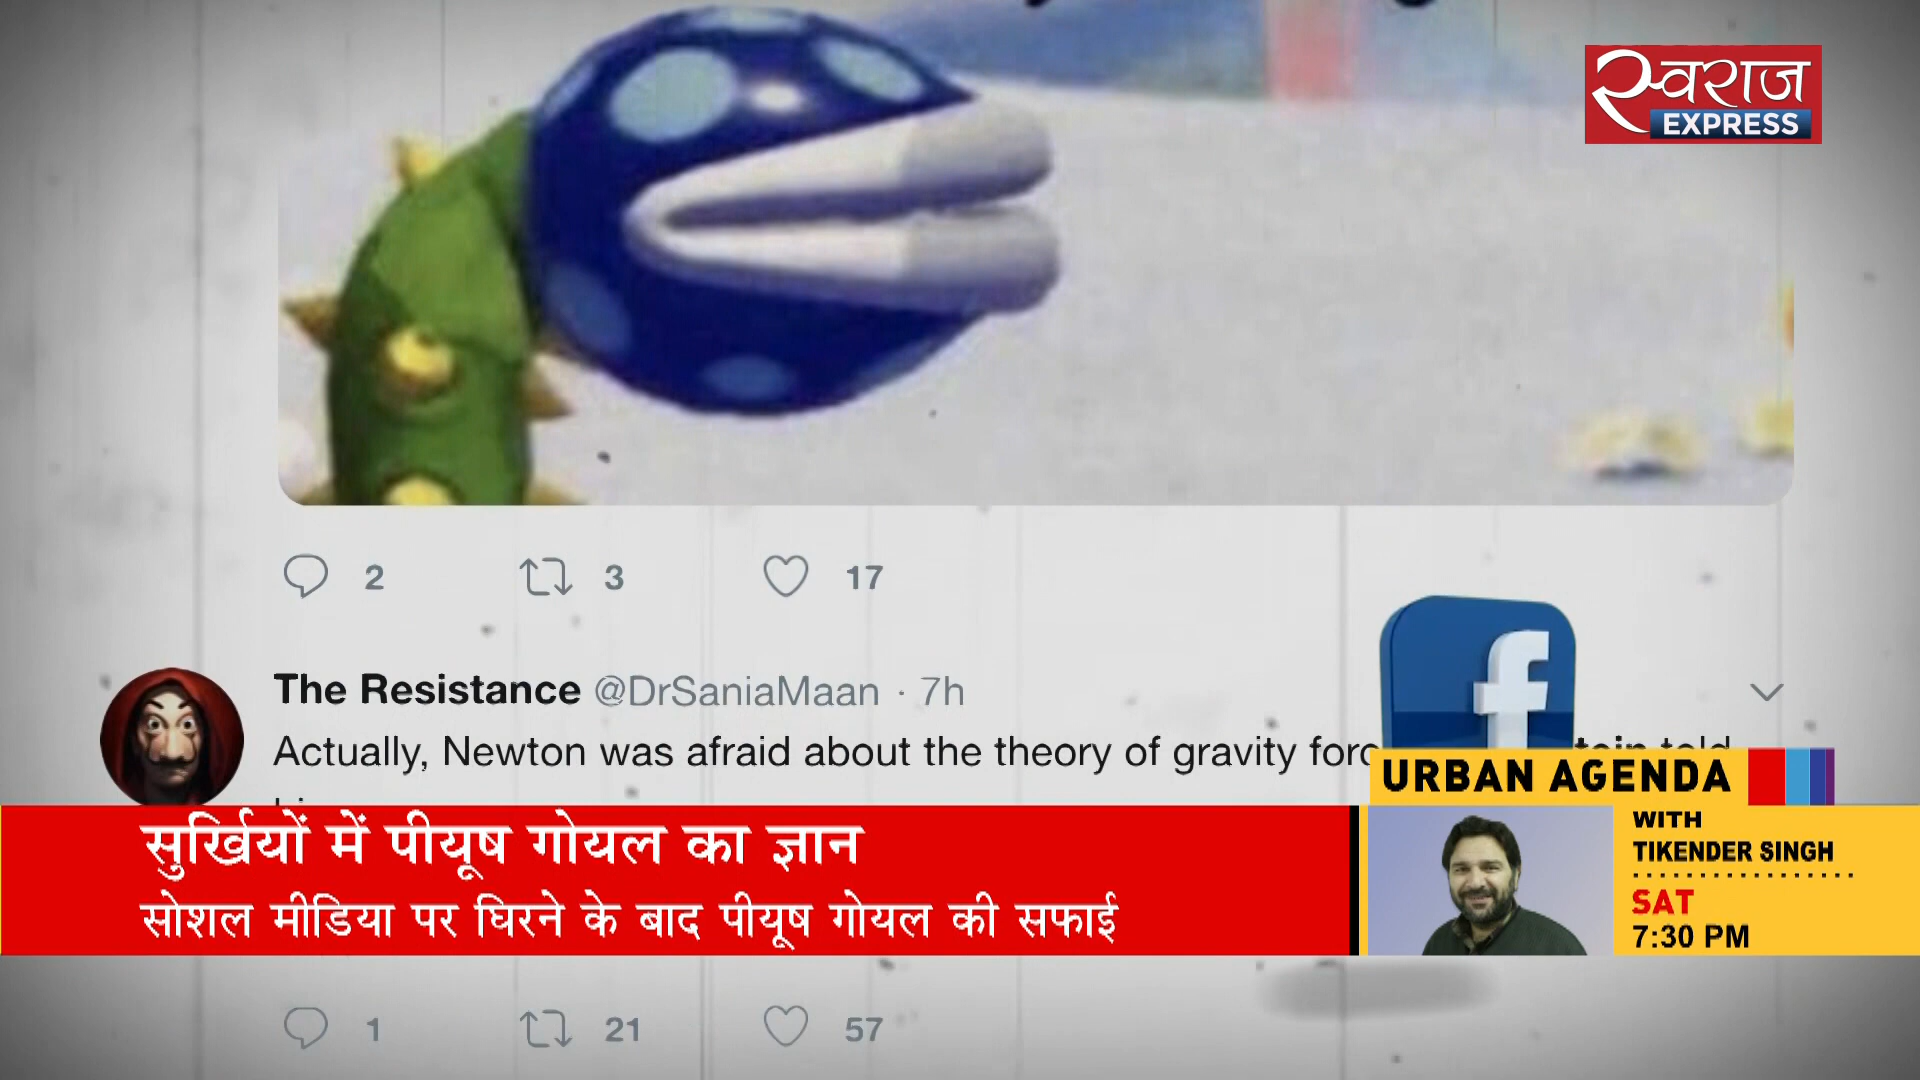 स्वराज
EXPRESS
2 3 17
The Resistance @DrSaniaMaan · 7h
Actually, Newton was afraid about the theory of gravity told
URBAN AGENDA
सुर्खियों में पीयूष गोयल का ज्ञान
सोशल मीडिया पर घिरने के बाद पीयूष गोयल की सफाई
WITH
TIKENDER SINGH
SAT
7:30 PM
1 21 57